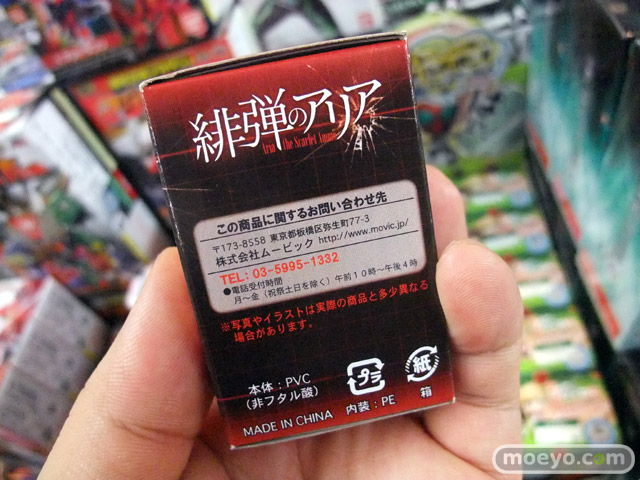 緋弾のアリア
Aria the Scarlet Ammo
この商品に関するお問い合わせ先
〒173-8558 東京都板橋区弥生町77-3
株式会社ムービック http://www.movic.jp/
TEL: 03-5995-1332
●電話受付時間
月～金（祝祭土日を除く）午前10時～午後4時
※写真やイラストは実際の商品と多少異なる
場合があります。
本体：PVC
（非フタル酸）
プラ
紙
内装：PE
箱
MADE IN CHINA
moeyo.com